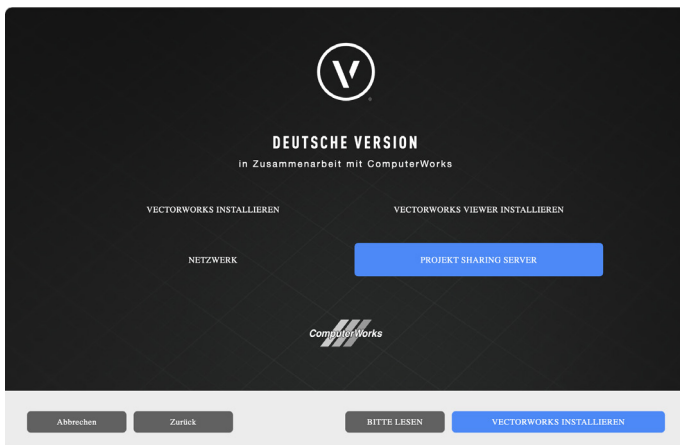 V
DEUTSCHE VERSION
in Zusammenarbeit mit ComputerWorks
VECTORWORKS INSTALLIEREN
VECTORWORKS VIEWER INSTALLIEREN
NETZWERK
PROJEKT SHARING SERVER
ComputerWorks
Abbrechen
Zurück
BITTE LESEN
VECTORWORKS INSTALLIEREN